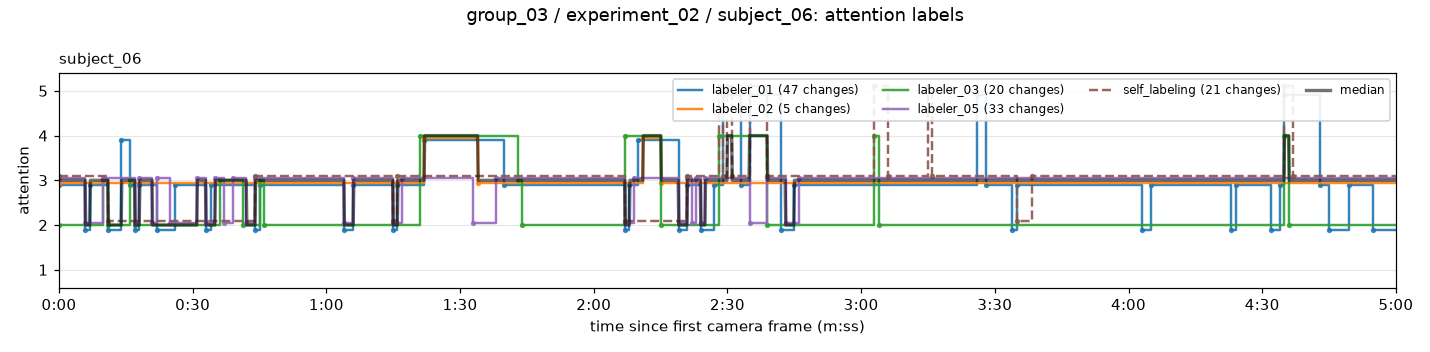 group_03 / experiment_02 / subject_06: attention labels
subject_06
labeler_01 (47 changes)
labeler_02 (5 changes)
labeler_03 (20 changes)
labeler_05 (33 changes)
self_labeling (21 changes)
median
attention
5
4
3
2
1
0:00 0:30 1:00 1:30 2:00 2:30 3:00 3:30 4:00 4:30 5:00
time since first camera frame (m:ss)